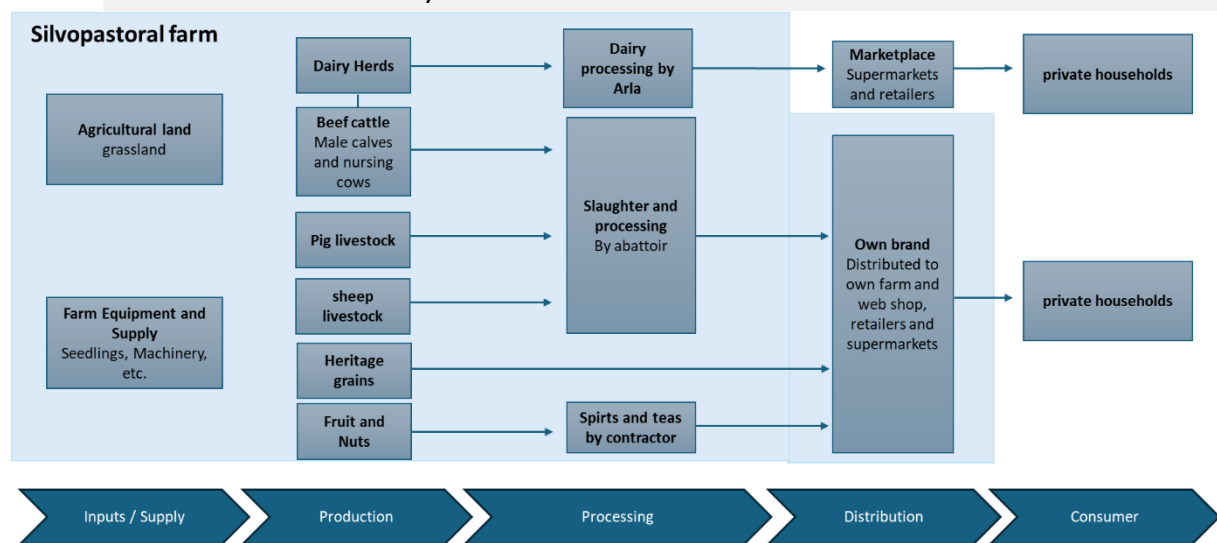 Silvopastoral farm
Agricultural land
grassland
Farm Equipment and
Supply
Seedlings, Machinery,
etc.
Dairy Herds
Beef cattle
Male calves
and nursing
cows
Pig livestock
sheep
livestock
Heritage
grains
Fruit and
Nuts
Dairy
processing by
Arla
Slaughter and
processing
By abattoir
Spirts and teas
by contractor
Marketplace
Supermarkets
and retailers
Own brand
Distributed to
own farm and
web shop,
retailers and
supermarkets
private households
private households
Inputs / Supply
Production
Processing
Distribution
Consumer